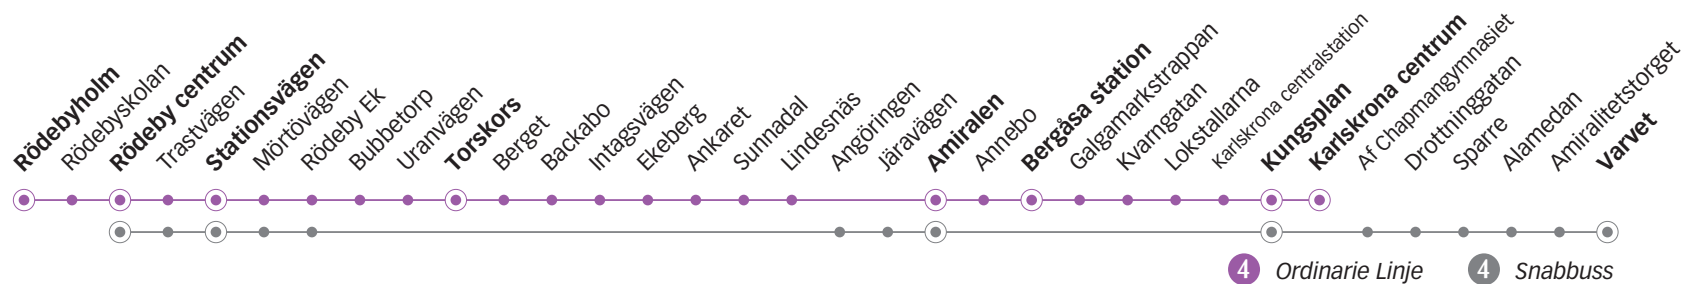 Rödebyholm
Rödebyskolan
Rödeby centrum
Trastvägen
Stationsvägen
Mörtövägen
Rödeby Ek
Bubbetorp
Uranvägen
Torskors
Berget
Backabo
Intagsvägen
Ekeberg
Ankaret
Sunnadal
Lindesnäs
Angöringen
Järavägen
Amiralen
Annebo
Bergåsa station
Galgamarkstrappan
Kvarngatan
Lokstallarna
Karlskrona centralstation
Kungsplan
Karlskrona centrum
Af Chapmangymnasiet
Drottninggatan
Sparre
Alamedan
Amiralitetstorget
Varvet
4 Ordinarie Linje
4 Snabbuss